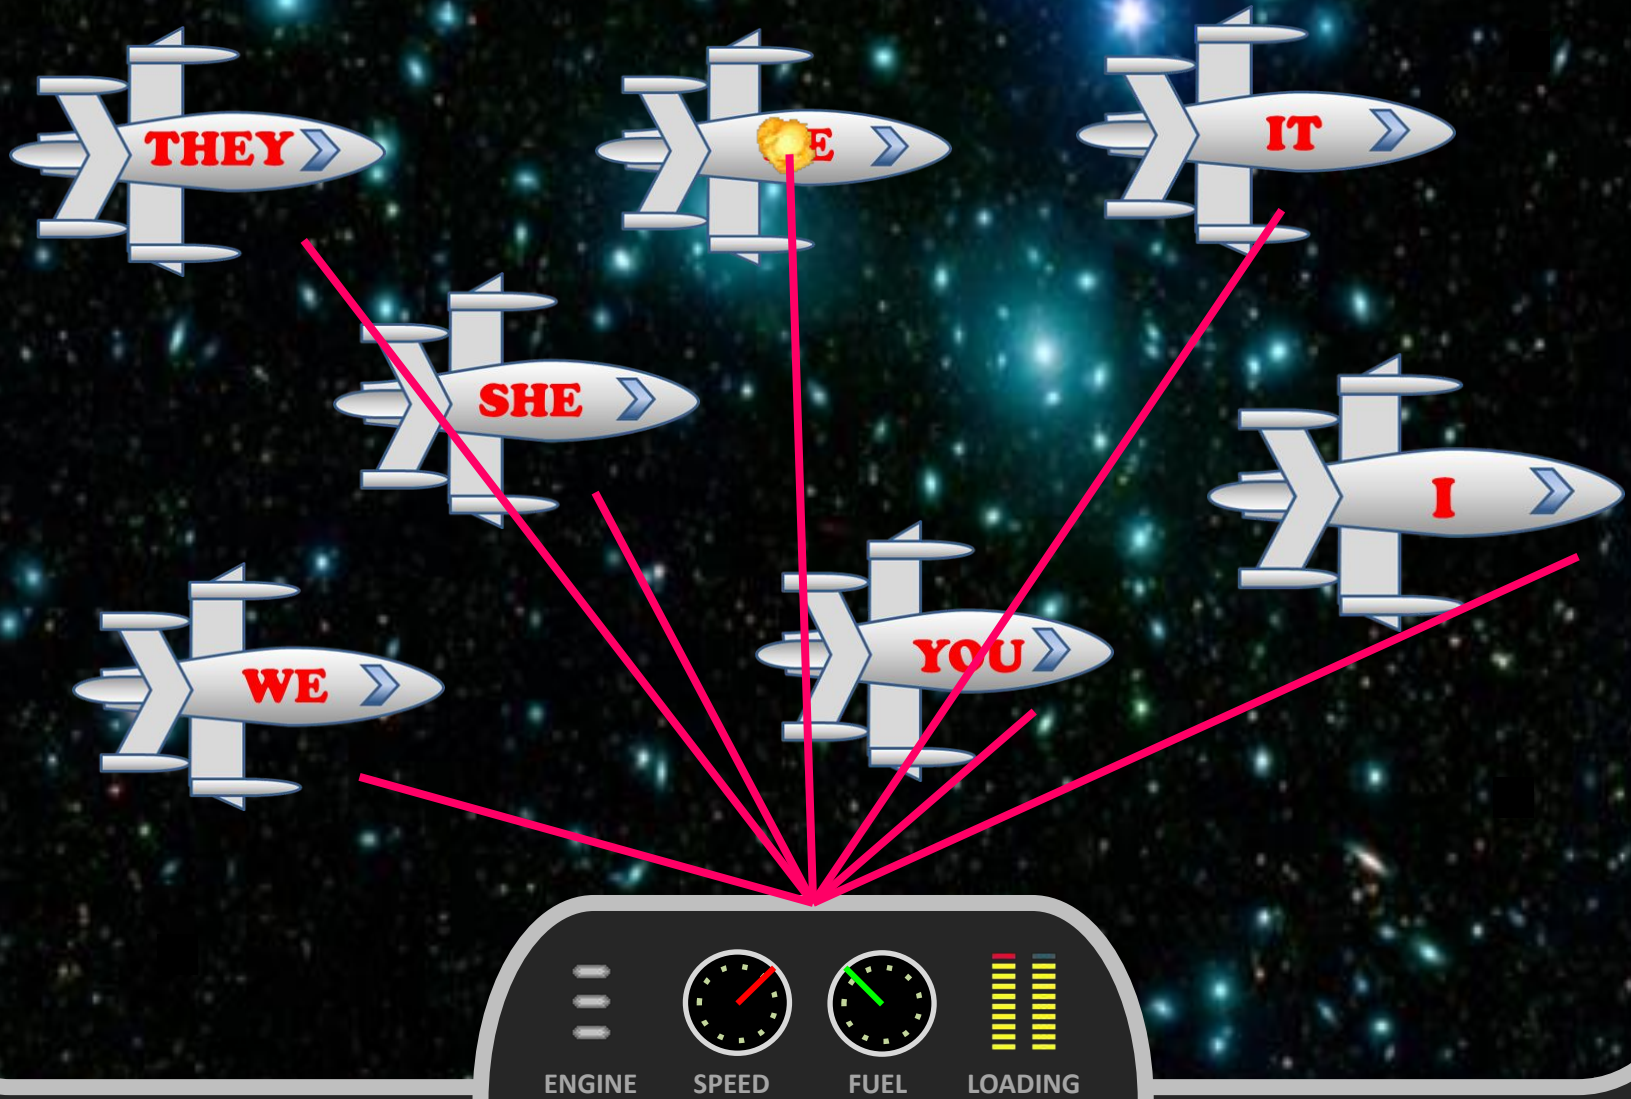 THEY
IT
SHE
I
YOU
WE
ENGINE SPEED FUEL LOADING